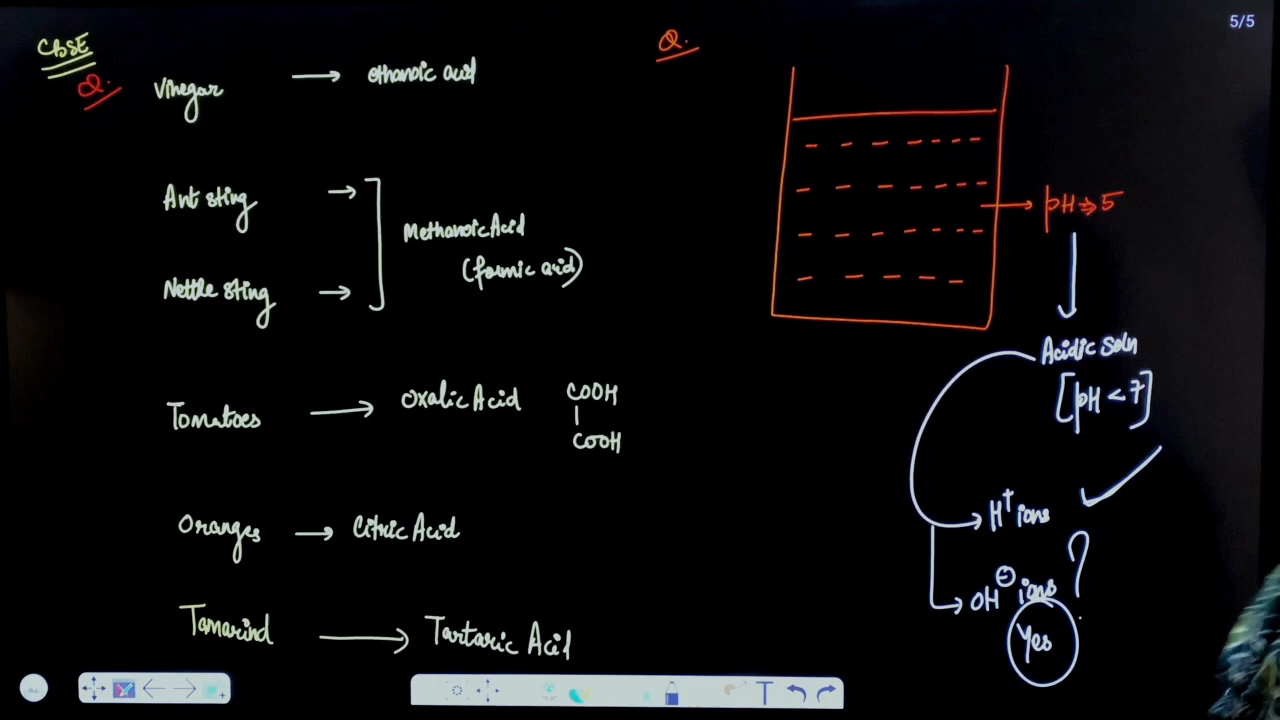 5/5
CBSE
Q.
Vinegar → ethanoic acid
Ant sting →
Nettle sting →
Methanoic Acid
(formic acid)
Tomatoes → Oxalic Acid
COOH
COOH
Oranges → Citric Acid
Tamarind → Tartaric Acid
Q.
pH ⇒ 5
Acidic soln
[pH < 7]
H⁺ ions
OH⊖ ions ?
Yes
T